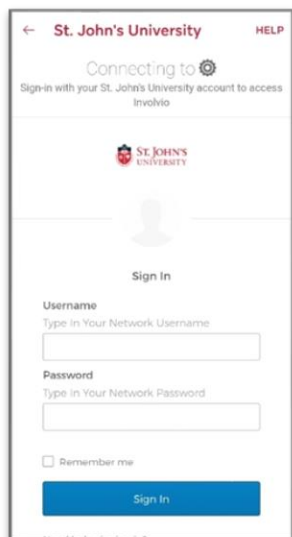 ← St. John's University HELP
Connecting to
Sign-in with your St. John's University account to access
Involvio
ST. JOHN'S
UNIVERSITY
Sign In
Username
Type In Your Network Username
Password
Type In Your Network Password
Remember me
Sign In